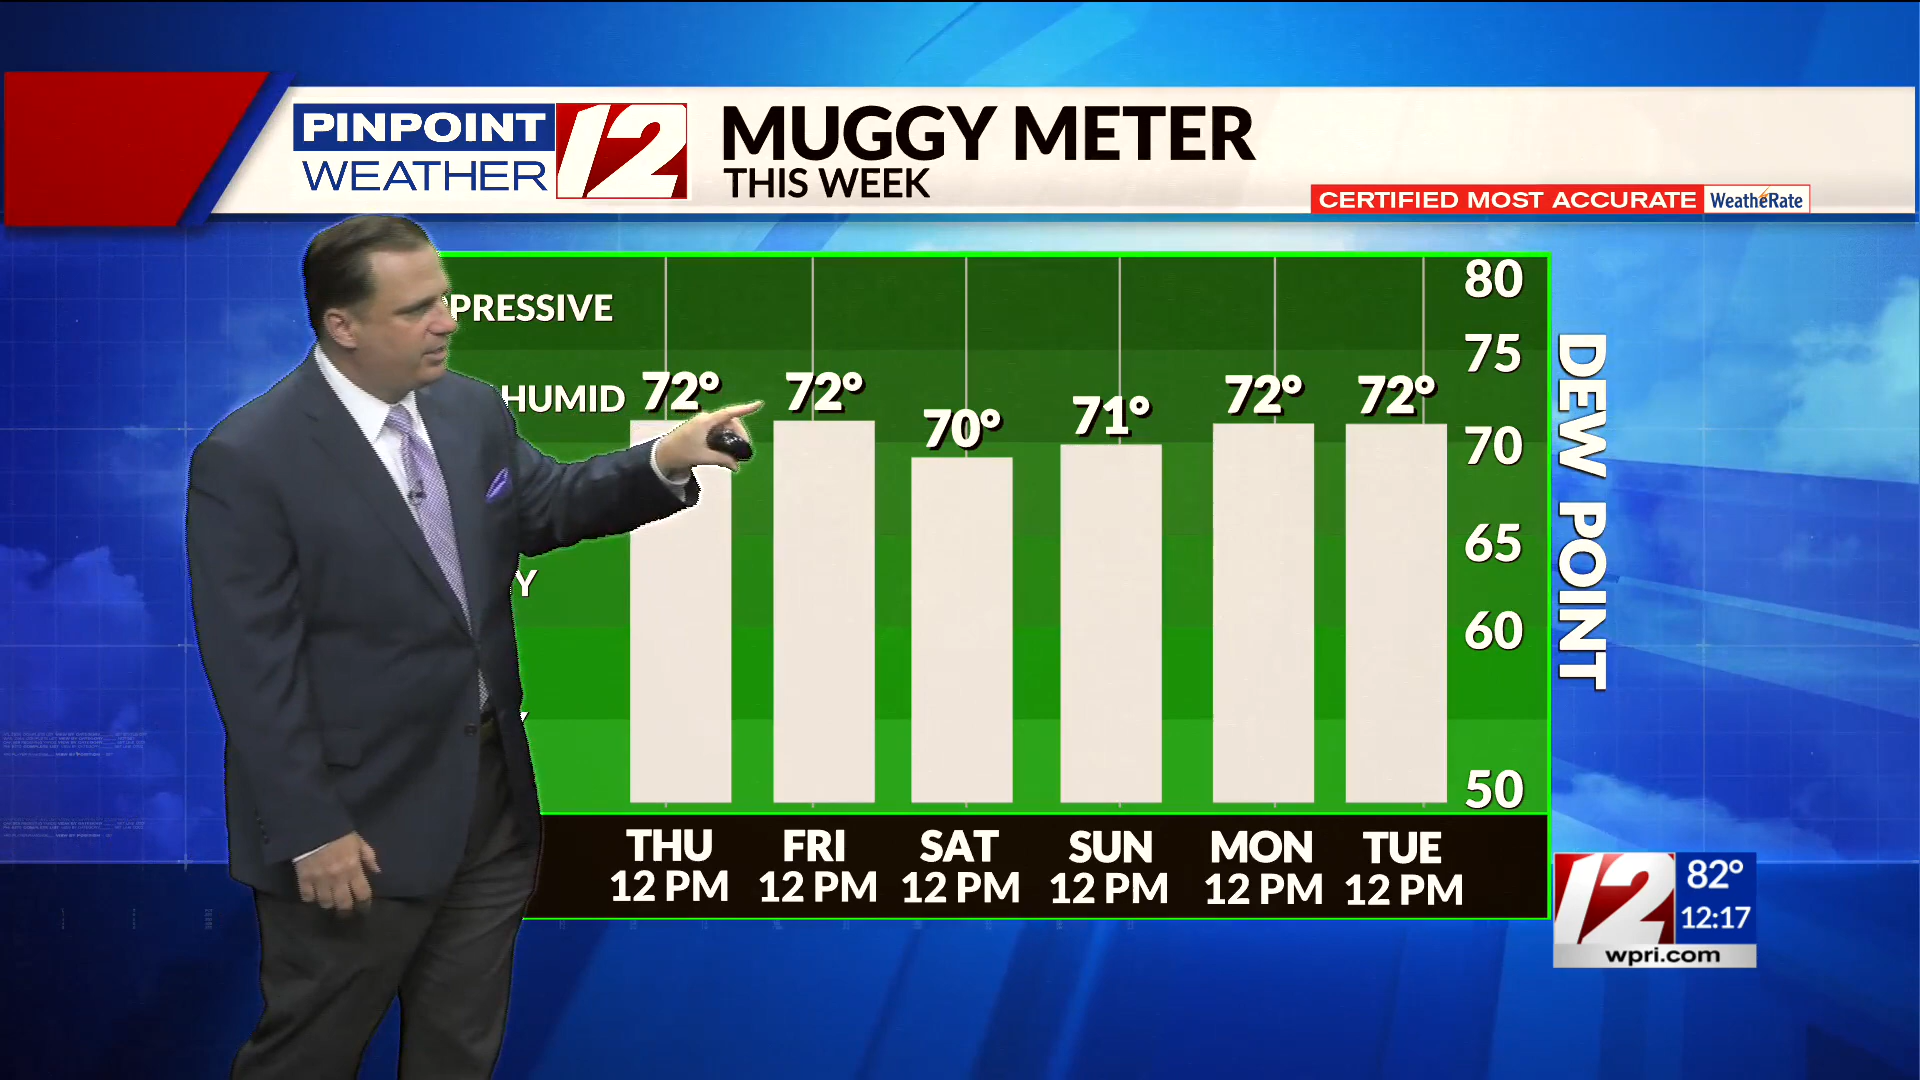 PINPOINT
WEATHER
12
MUGGY METER
THIS WEEK
CERTIFIED MOST ACCURATE WeatheRate
PRESSIVE
HUMID
Y
72°
72°
70°
71°
72°
72°
80
75
70
65
60
50
DEW POINT
THU
12 PM
FRI
12 PM
SAT
12 PM
SUN
12 PM
MON
12 PM
TUE
12 PM
12
82°
12:17
wpri.com